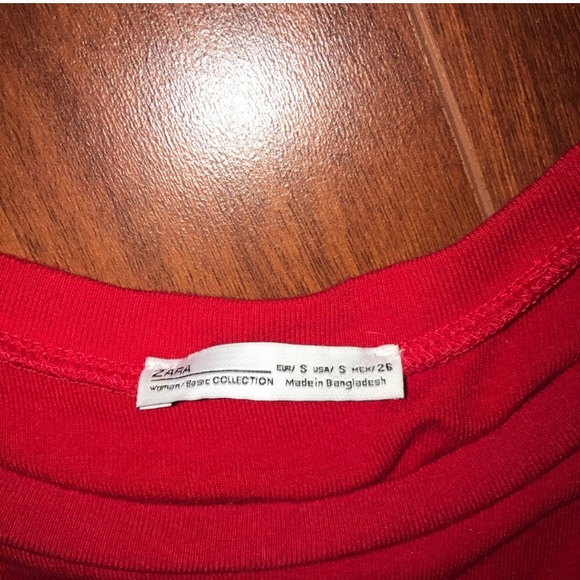 ZARA
Woman/Basic COLLECTION
EUR/ S USA/ S MEX/ 26
Made in Bangladesh